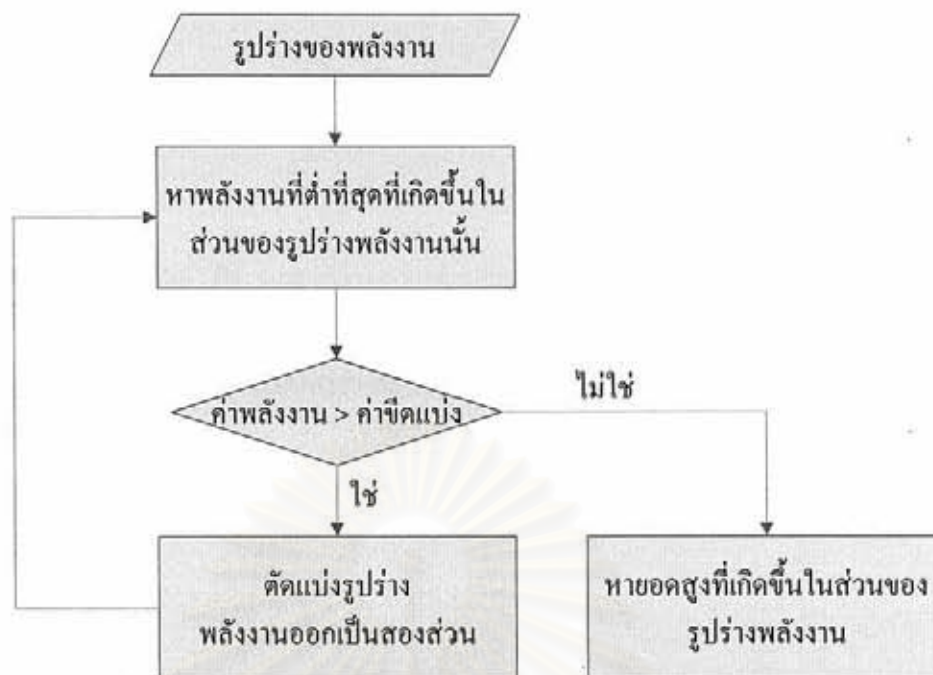 รูปร่างของพลังงาน
หาพลังงานที่ต่ำที่สุดที่เกิดขึ้นใน
ส่วนของรูปร่างพลังงานนั้น
ค่าพลังงาน > ค่าขีดแบ่ง
ไม่ใช่
ใช่
ตัดแบ่งรูปร่าง
พลังงานออกเป็นสองส่วน
หายอดสูงที่เกิดขึ้นในส่วนของ
รูปร่างพลังงาน